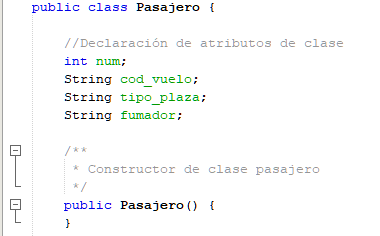 public class Pasajero {
//Declaración de atributos de clase
int num;
String cod_vuelo;
String tipo_plaza;
String fumador;
/**
* Constructor de clase pasajero
*/
public Pasajero() {
}